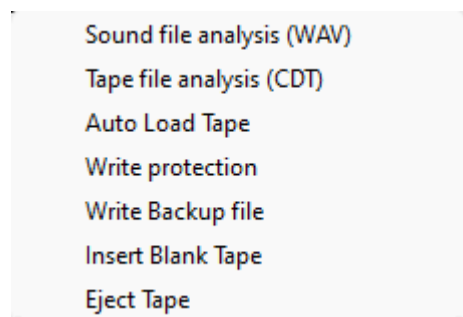 Sound file analysis (WAV)
Tape file analysis (CDT)
Auto Load Tape
Write protection
Write Backup file
Insert Blank Tape
Eject Tape